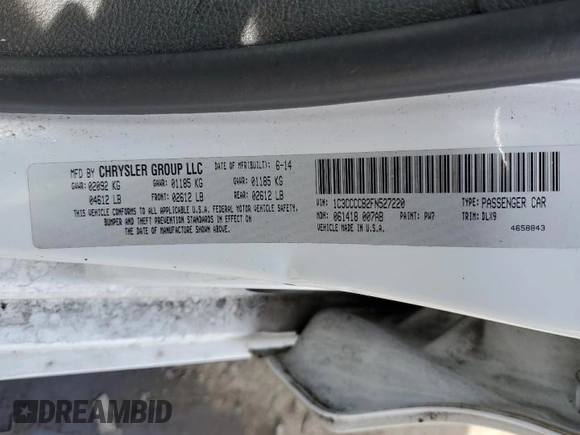 MFD BY CHRYSLER GROUP LLC DATE OF MFR(BUILT): 6-14
GAWR: 02092 KG GAWR: 01185 KG GAWR: 01185 KG
04612 LB FRONT: 02612 LB REAR: 02612 LB
THIS VEHICLE CONFORMS TO ALL APPLICABLE U.S.A. FEDERAL MOTOR VEHICLE SAFETY,
BUMPER AND THEFT PREVENTION STANDARDS IN EFFECT ON
THE DATE OF MANUFACTURE SHOWN ABOVE.
VIN: 1C3CCCCB2FN527220 TYPE: PASSENGER CAR
MDH: 061418 007AB PAINT: PW7 TRIM: DLX9
VEHICLE MADE IN U.S.A. 4658843
DREAMBID